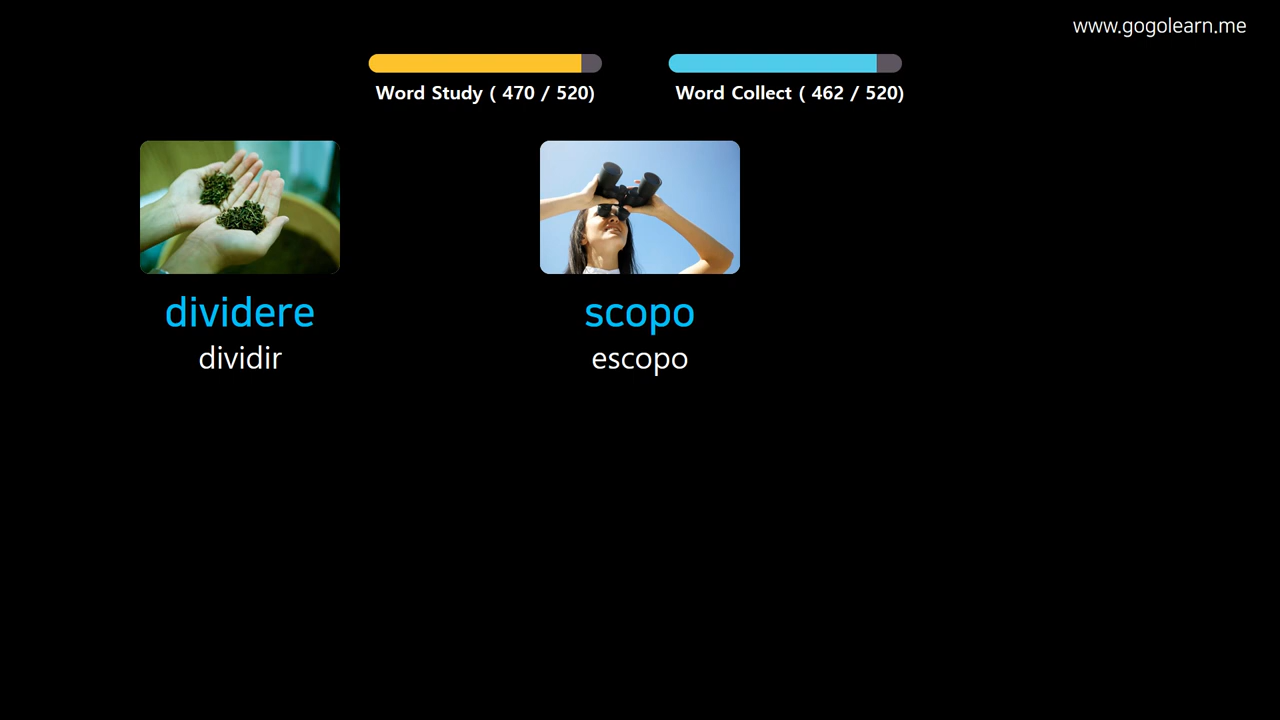 www.gogolearn.me
Word Study ( 470 / 520)
Word Collect ( 462 / 520)
dividere
dividir
scopo
escopo